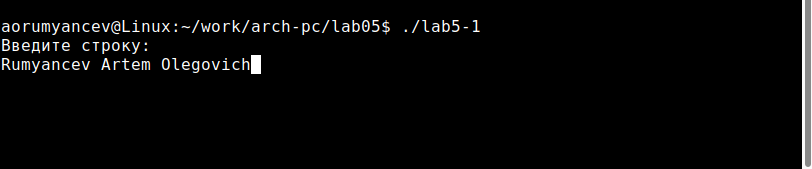 aorumyancev@Linux:~/work/arch-pc/lab05$ ./lab5-1
Введите строку:
Rumyancev Artem Olegovich